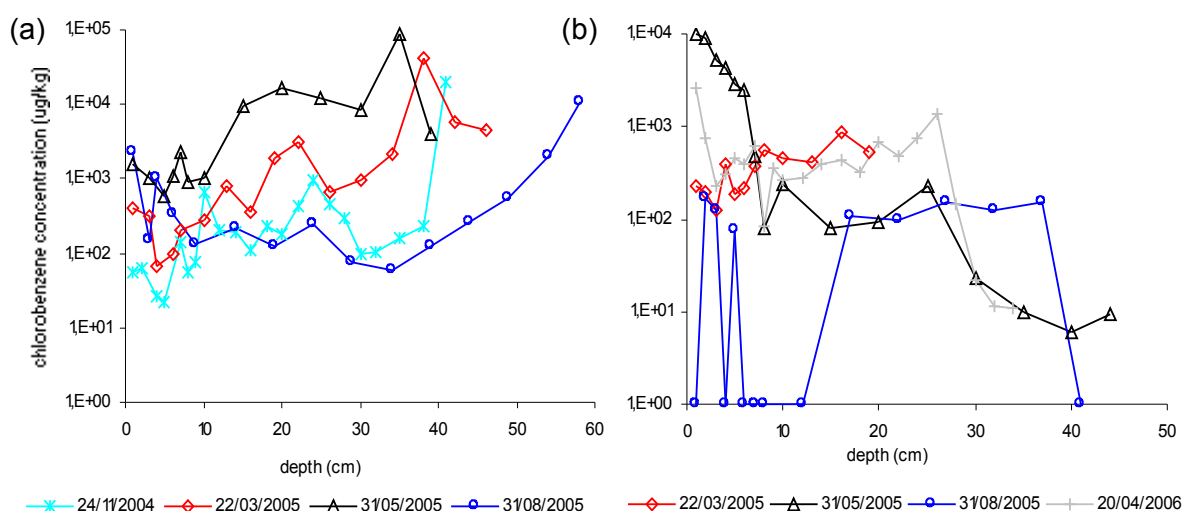 (a)
chlorobenzene concentration [ug/kg]
1,E+05
1,E+04
1,E+03
1,E+02
1,E+01
1,E+00
0 10 20 30 40 50 60
depth (cm)
24/11/2004 22/03/2005 31/05/2005 31/08/2005
(b)
1,E+04
1,E+03
1,E+02
1,E+01
1,E+00
0 10 20 30 40 50
depth (cm)
22/03/2005 31/05/2005 31/08/2005 20/04/2006